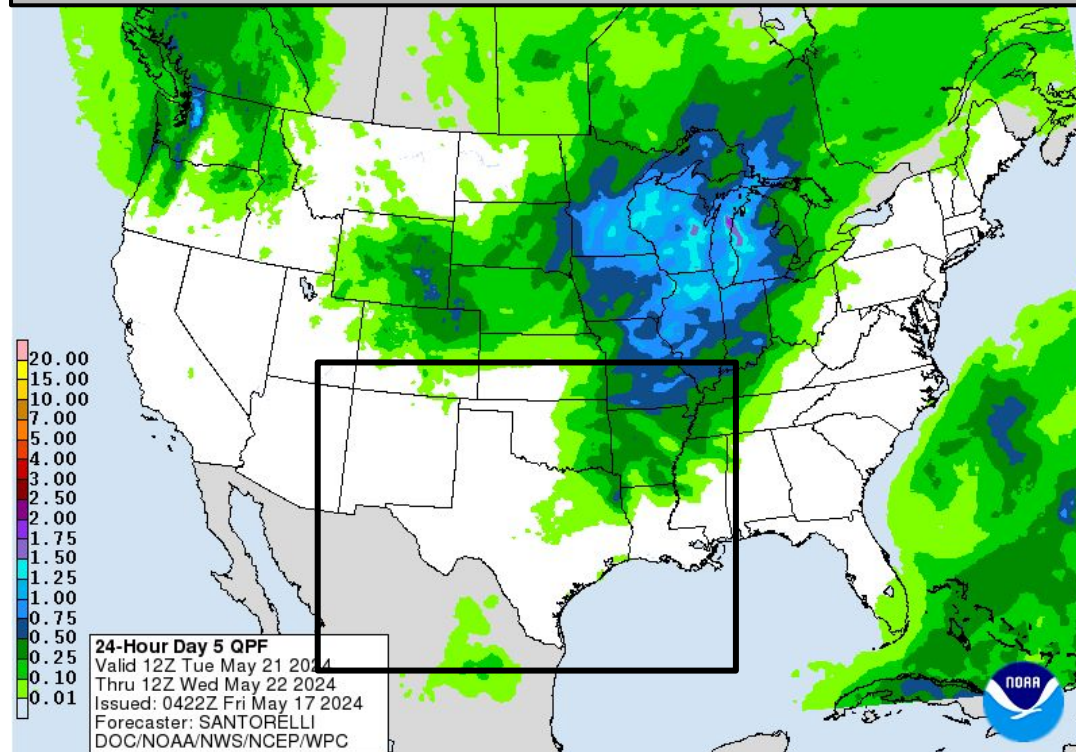 20.00
15.00
10.00
7.00
5.00
4.00
3.00
2.50
2.00
1.75
1.50
1.25
1.00
0.75
0.50
0.25
0.10
0.01
24-Hour Day 5 QPF
Valid 12Z Tue May 21 2024
Thru 12Z Wed May 22 2024
Issued: 0422Z Fri May 17 2024
Forecaster: SANTORELLI
DOC/NOAA/NWS/NCEP/WPC
NOAA